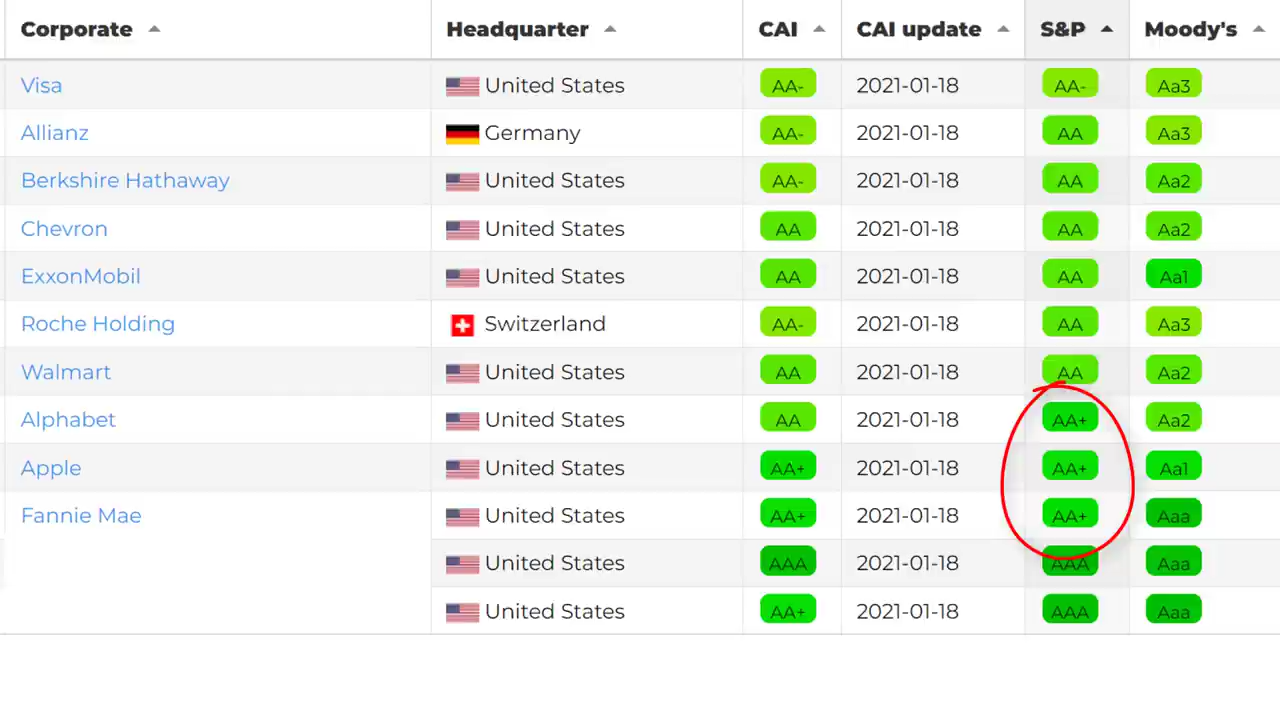 Corporate Headquarter CAI CAI update S&P Moody's
Visa United States AA- 2021-01-18 AA- Aa3
Allianz Germany AA- 2021-01-18 AA Aa3
Berkshire Hathaway United States AA- 2021-01-18 AA Aa2
Chevron United States AA 2021-01-18 AA Aa2
ExxonMobil United States AA 2021-01-18 AA Aa1
Roche Holding Switzerland AA- 2021-01-18 AA Aa3
Walmart United States AA 2021-01-18 AA Aa2
Alphabet United States AA 2021-01-18 AA+ Aa2
Apple United States AA+ 2021-01-18 AA+ Aa1
Fannie Mae United States AA+ 2021-01-18 AA+ Aaa
United States AAA 2021-01-18 AAA Aaa
United States AA+ 2021-01-18 AAA Aaa